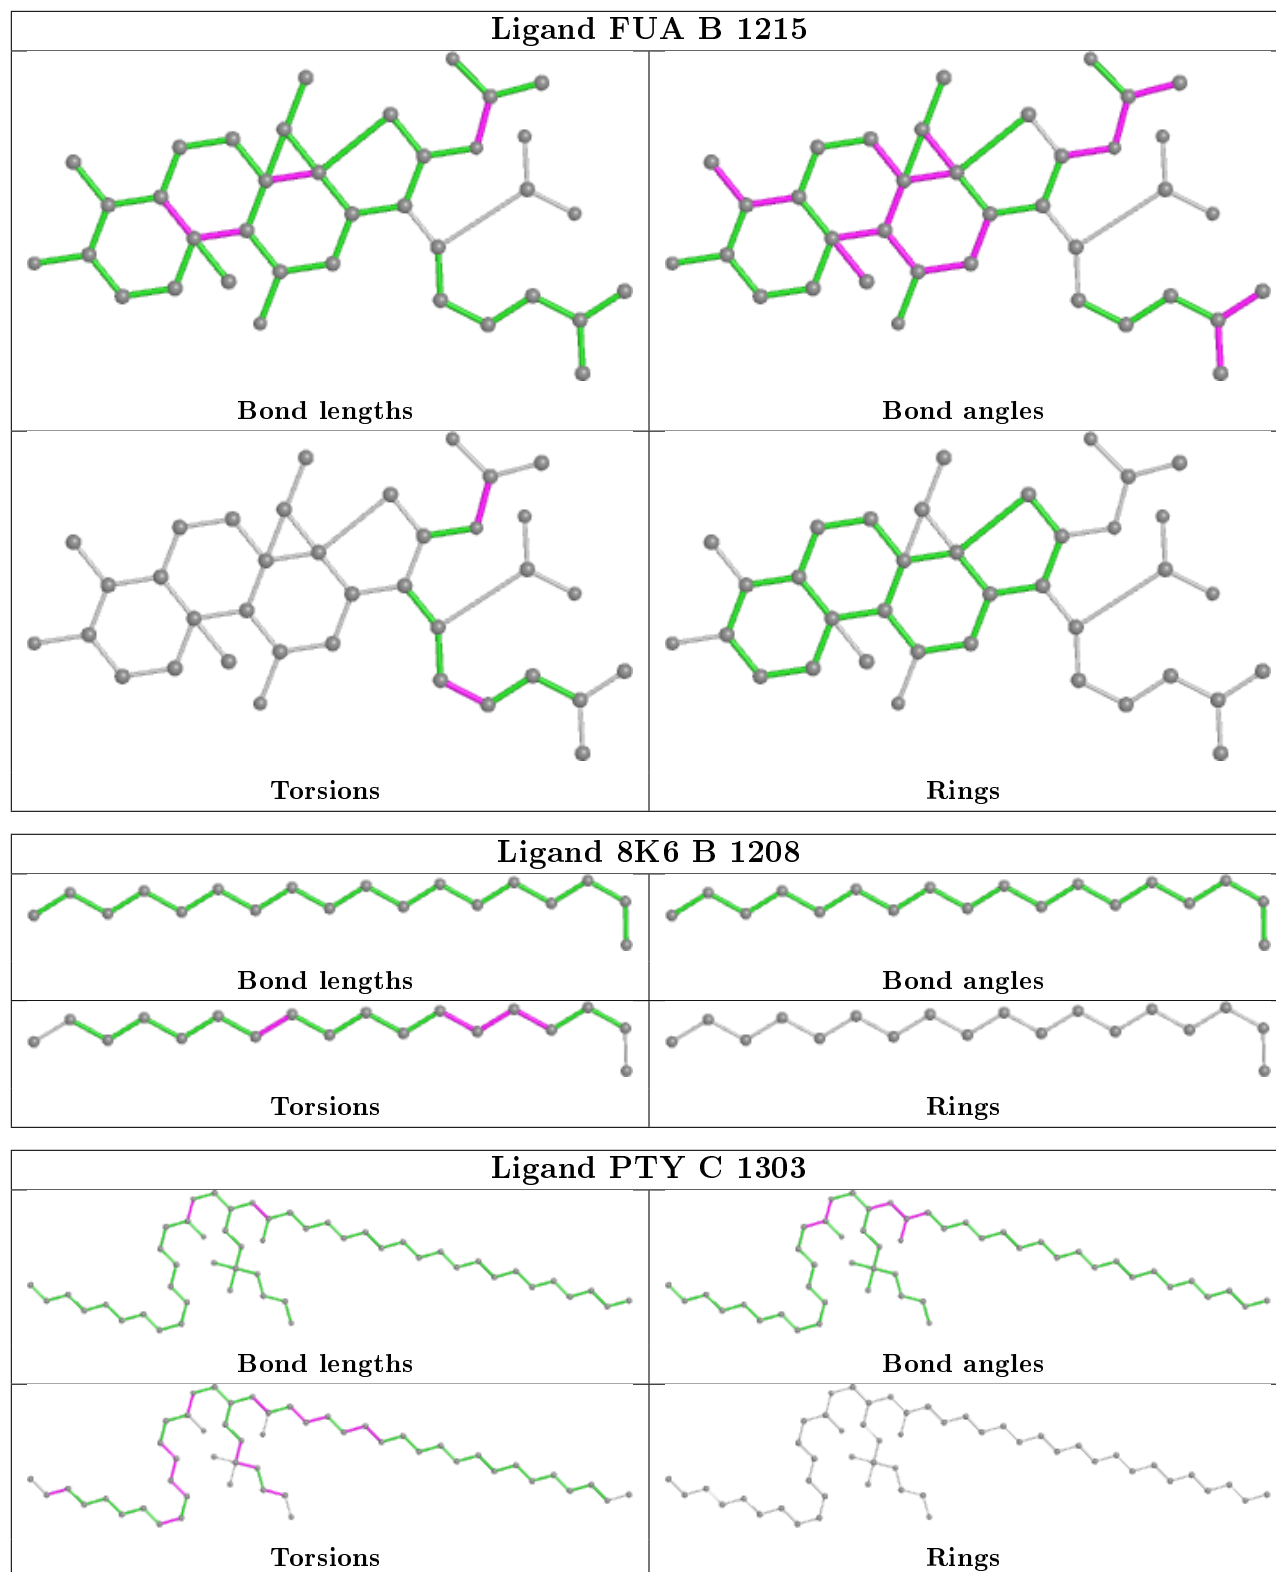 Ligand FUA B 1215
Bond lengths
Bond angles
Torsions
Rings
Ligand 8K6 B 1208
Bond lengths
Bond angles
Torsions
Rings
Ligand PTY C 1303
Bond lengths
Bond angles
Torsions
Rings